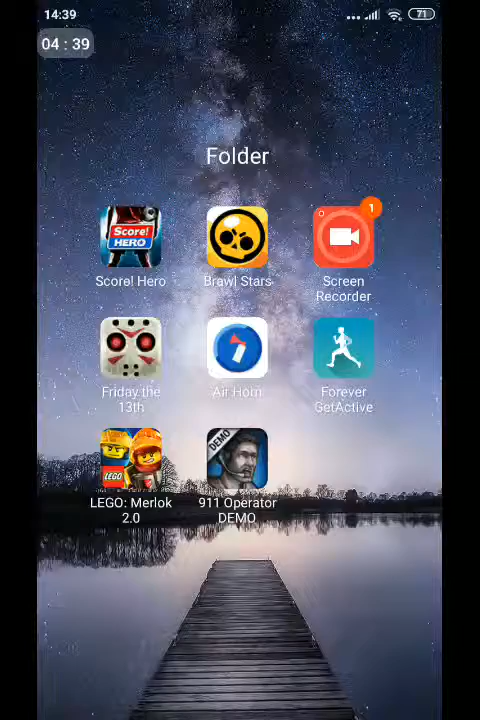 14:39
71
04 : 39
Folder
Score!
HERO
1
Score! Hero
Brawl Stars
Screen
Recorder
Friday the
13th
Air Horn
Forever
GetActive
LEGO
DEMO
LEGO: Merlok
2.0
911 Operator
DEMO